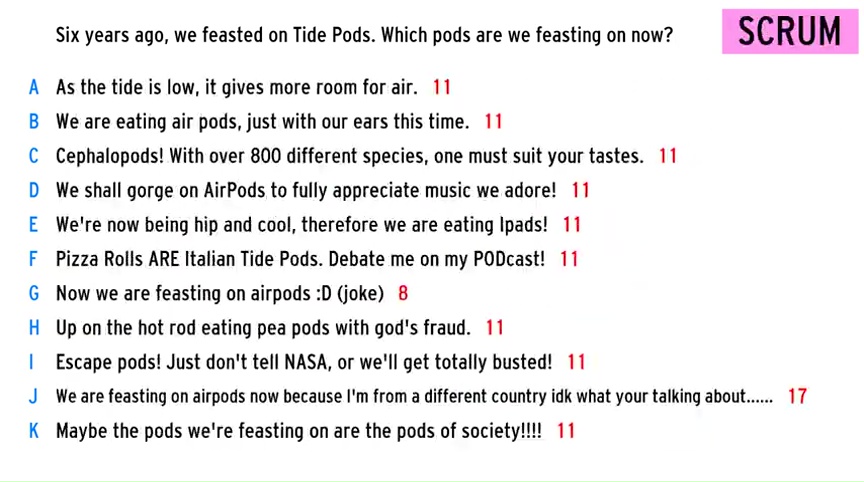 Six years ago, we feasted on Tide Pods. Which pods are we feasting on now?
SCRUM
A As the tide is low, it gives more room for air. 11
B We are eating air pods, just with our ears this time. 11
C Cephalopods! With over 800 different species, one must suit your tastes. 11
D We shall gorge on AirPods to fully appreciate music we adore! 11
E We're now being hip and cool, therefore we are eating Ipads! 11
F Pizza Rolls ARE Italian Tide Pods. Debate me on my PODcast! 11
G Now we are feasting on airpods :D (joke) 8
H Up on the hot rod eating pea pods with god's fraud. 11
I Escape pods! Just don't tell NASA, or we'll get totally busted! 11
J We are feasting on airpods now because I'm from a different country idk what your talking about...... 17
K Maybe the pods we're feasting on are the pods of society!!!! 11